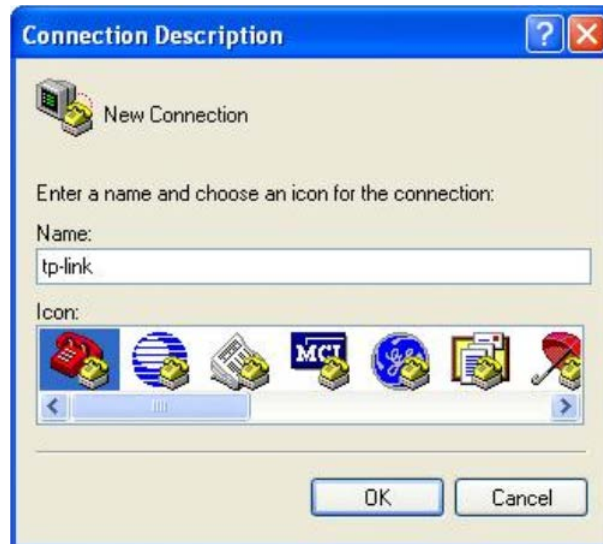 Connection Description
New Connection
Enter a name and choose an icon for the connection:
Name:
tp-link
Icon:
MCI
OK
Cancel